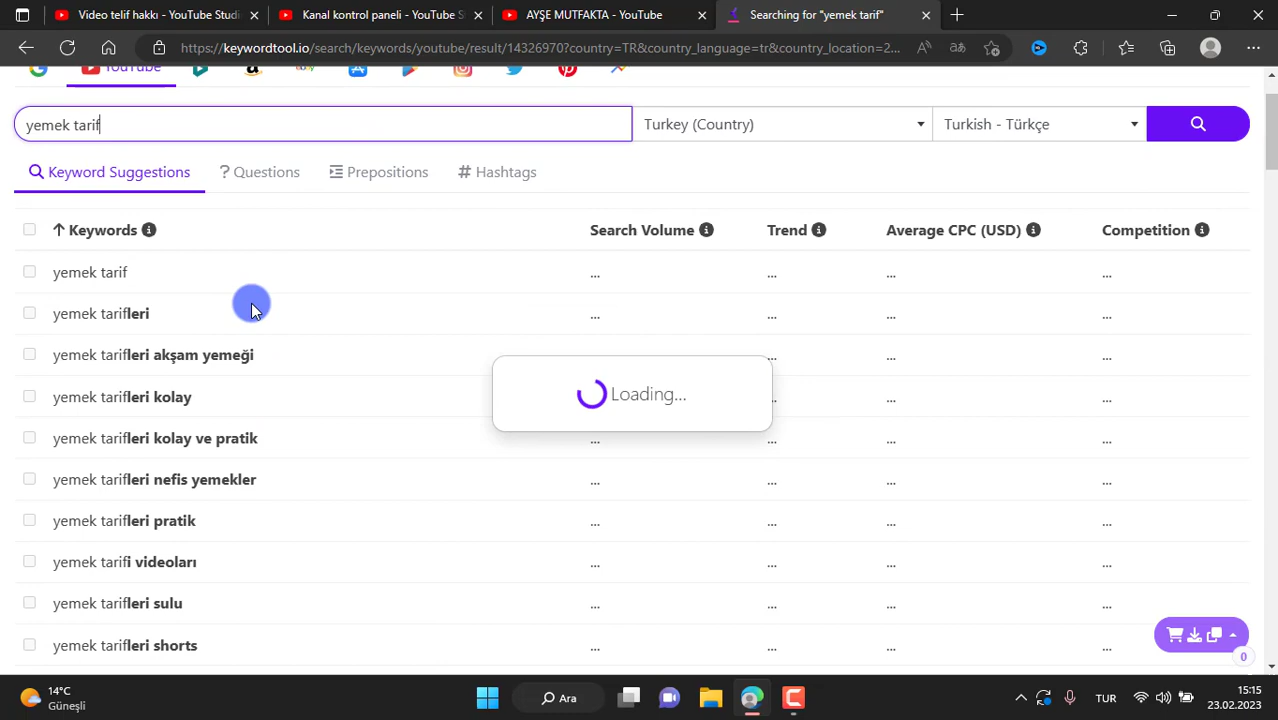 Video telif hakkı - YouTube Studi
Kanal kontrol paneli - YouTube S
AYŞE MUTFAKTA - YouTube
Searching for "yemek tarif"
https://keywordtool.io/search/keywords/youtube/result/14326970?country=TR&country_language=tr&country_location=2...
YouTube
yemek tarif
Turkey (Country)
Turkish - Türkçe
Keyword Suggestions
? Questions
Prepositions
# Hashtags
Keywords
Search Volume
Trend
Average CPC (USD)
Competition
yemek tarif ... ... ... ...
yemek tarifleri ... ... ... ...
yemek tarifleri akşam yemeği ... ... ...
yemek tarifleri kolay ... ...
yemek tarifleri kolay ve pratik ... ... ... ...
yemek tarifleri nefis yemekler ... ... ... ...
yemek tarifleri pratik ... ... ... ...
yemek tarifi videoları ... ... ... ...
yemek tarifleri sulu ... ... ... ...
yemek tarifleri shorts ... ... ... ...
Loading...
0
14°C
Güneşli
Ara
TUR
15:15
23.02.2023